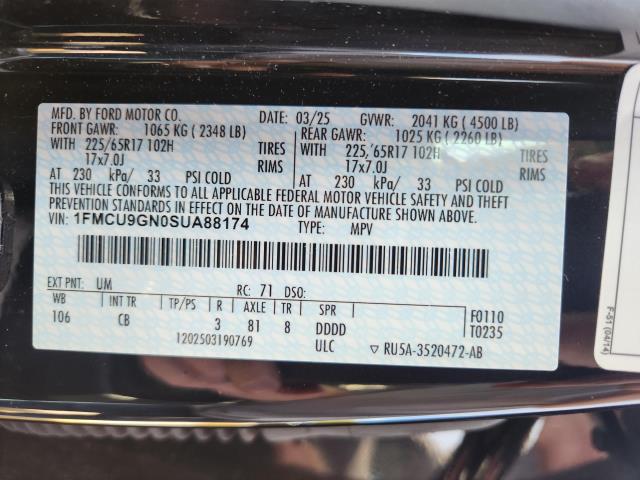 MFD. BY FORD MOTOR CO. 03/25 GVWR: 2041 KG ( 4500 LB)
FRONT GAWR: 1065 KG ( 2348 LB) REAR GAWR: 1025 KG ( 2260 LB)
WITH 225/65R17 102H TIRES WITH 225/65R17 102H TIRES
17x7.0J RIMS 17x7.0J RIMS
AT 230 kPa/ 33 PSI COLD AT 230 kPa/ 33 PSI COLD
THIS VEHICLE CONFORMS TO ALL APPLICABLE FEDERAL MOTOR VEHICLE SAFETY AND THEFT
PREVENTION STANDARDS IN EFFECT ON THE DATE OF MANUFACTURE SHOWN ABOVE.
VIN: 1FMCU9GN0SUA88174 TYPE: MPV
EXT PNT: UM RC: 71 DSO:
WB INT TR TP/PS R AXLE TR SPR F0110
106 CB 3 81 8 DDDD T0235
1202503190769 ULC ▽ RU5A-3520472-AB
F-51 (04/14)